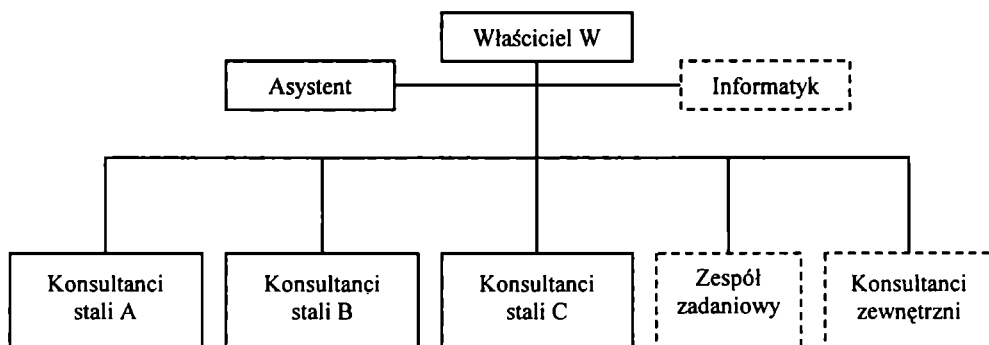 Właściciel W
Asystent
Informatyk
Konsultanci
stali A
Konsultanci
stali B
Konsultanci
stali C
Zespół
zadaniowy
Konsultanci
zewnętrzni